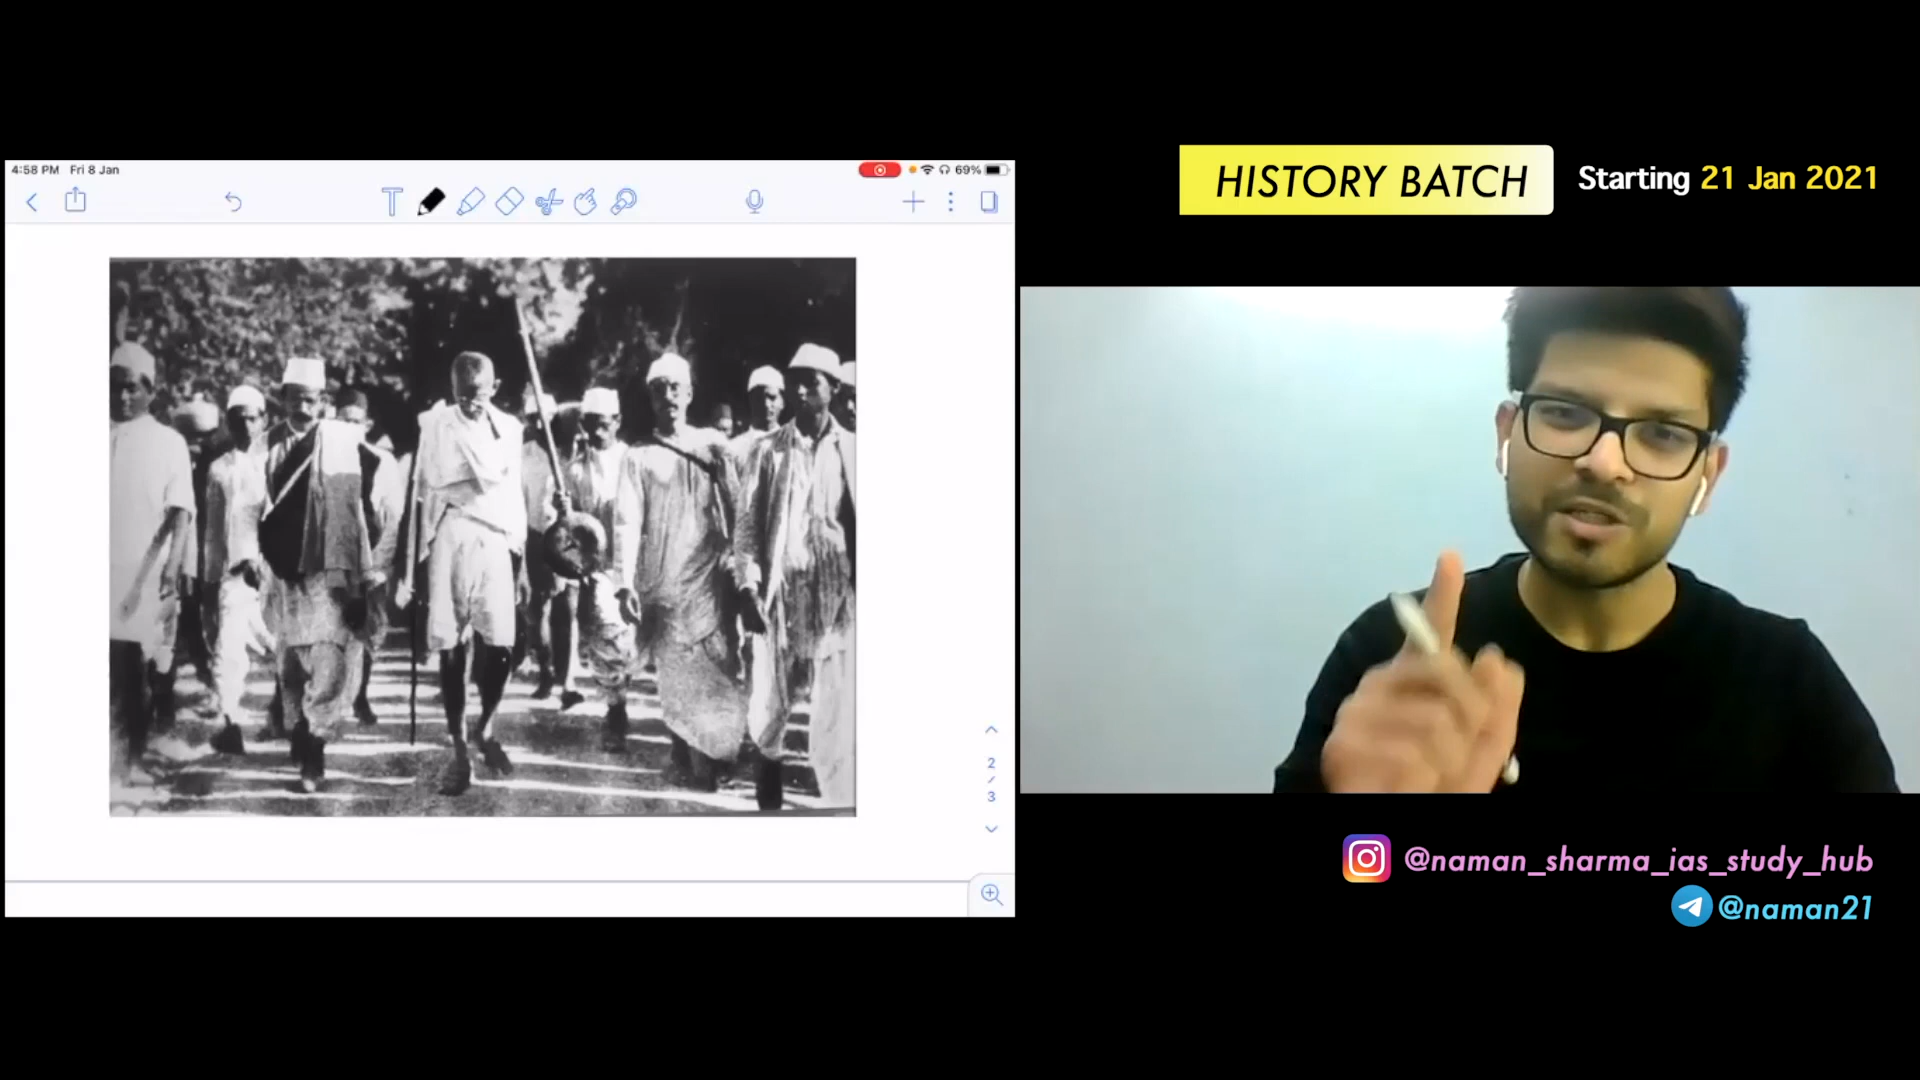 4:58 PM Fri 8 Jan
69%
T
2
/
3
HISTORY BATCH Starting 21 Jan 2021
@naman_sharma_ias_study_hub
@naman21